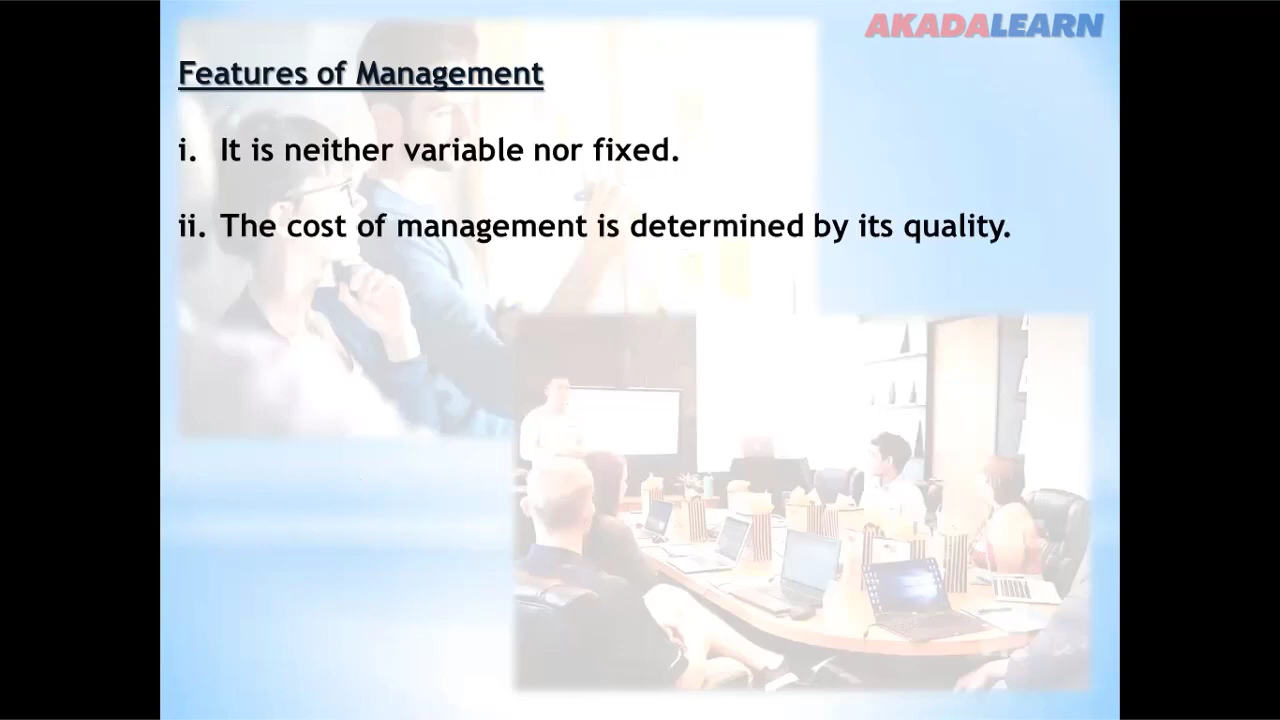 AKADALEARN
Features of Management
i. It is neither variable nor fixed.
ii. The cost of management is determined by its quality.